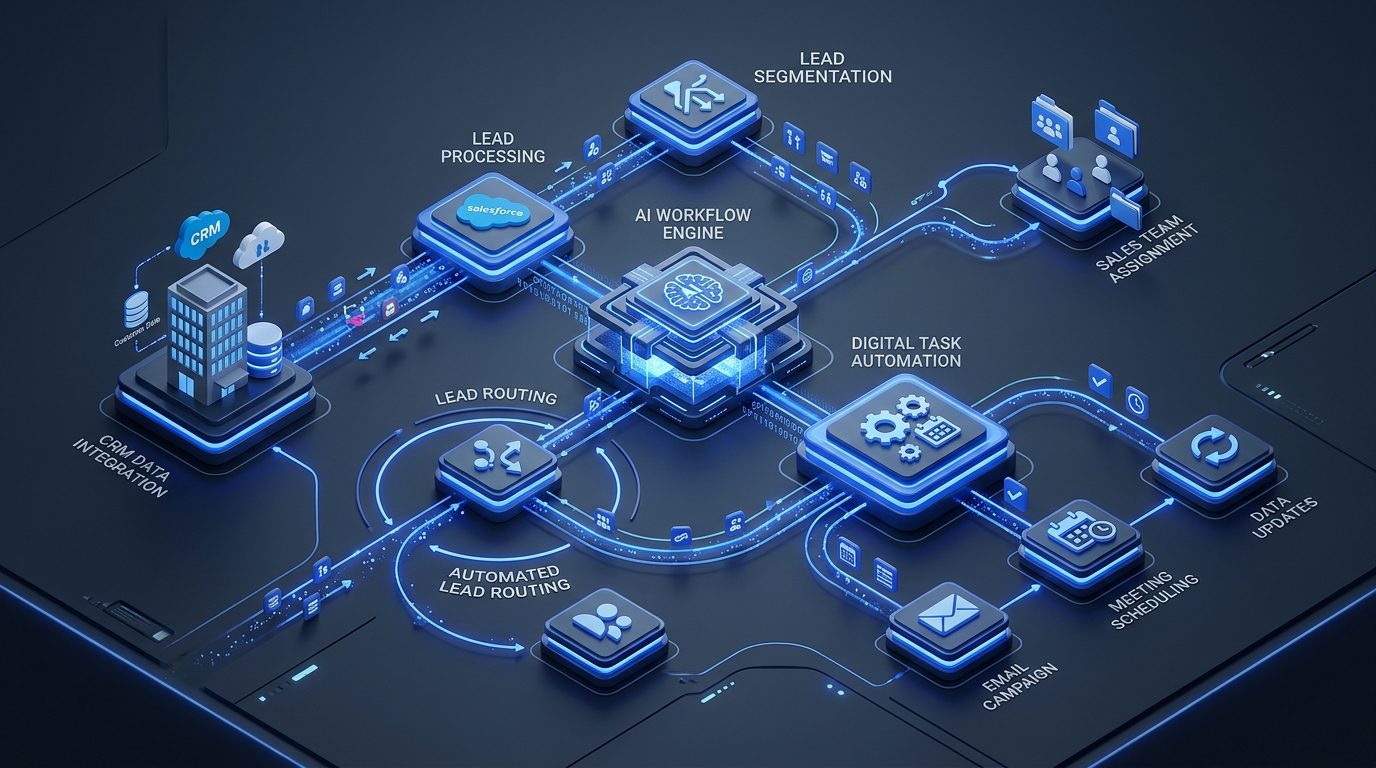 LEAD
SEGMENTATION
LEAD
PROCESSING
salesforce
AI WORKFLOW
ENGINE
CRM
CRM DATA
INTEGRATION
SALES TEAM
ASSIGNMENT
DIGITAL TASK
AUTOMATION
LEAD ROUTING
AUTOMATED
LEAD ROUTING
DATA
UPDATES
MEETING
SCHEDULING
EMAIL
CAMPAIGN